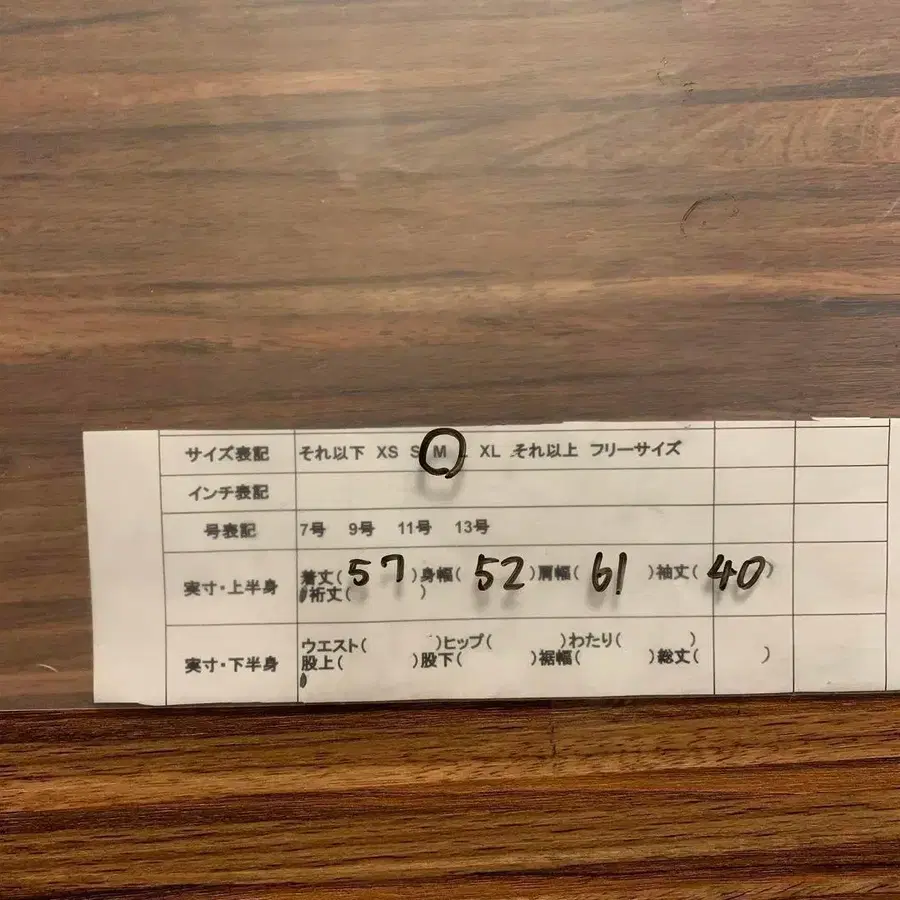 サイズ表記 それ以下 XS S M L XL それ以上 フリーサイズ
インチ表記
号表記 7号 9号 11号 13号
実寸・上半身 着丈( 57 )身幅( 52 )肩幅( 61 )袖丈( 40 )
裄丈( )
実寸・下半身 ウエスト( )ヒップ( )わたり( )
股上( )股下( )裾幅( )総丈( )